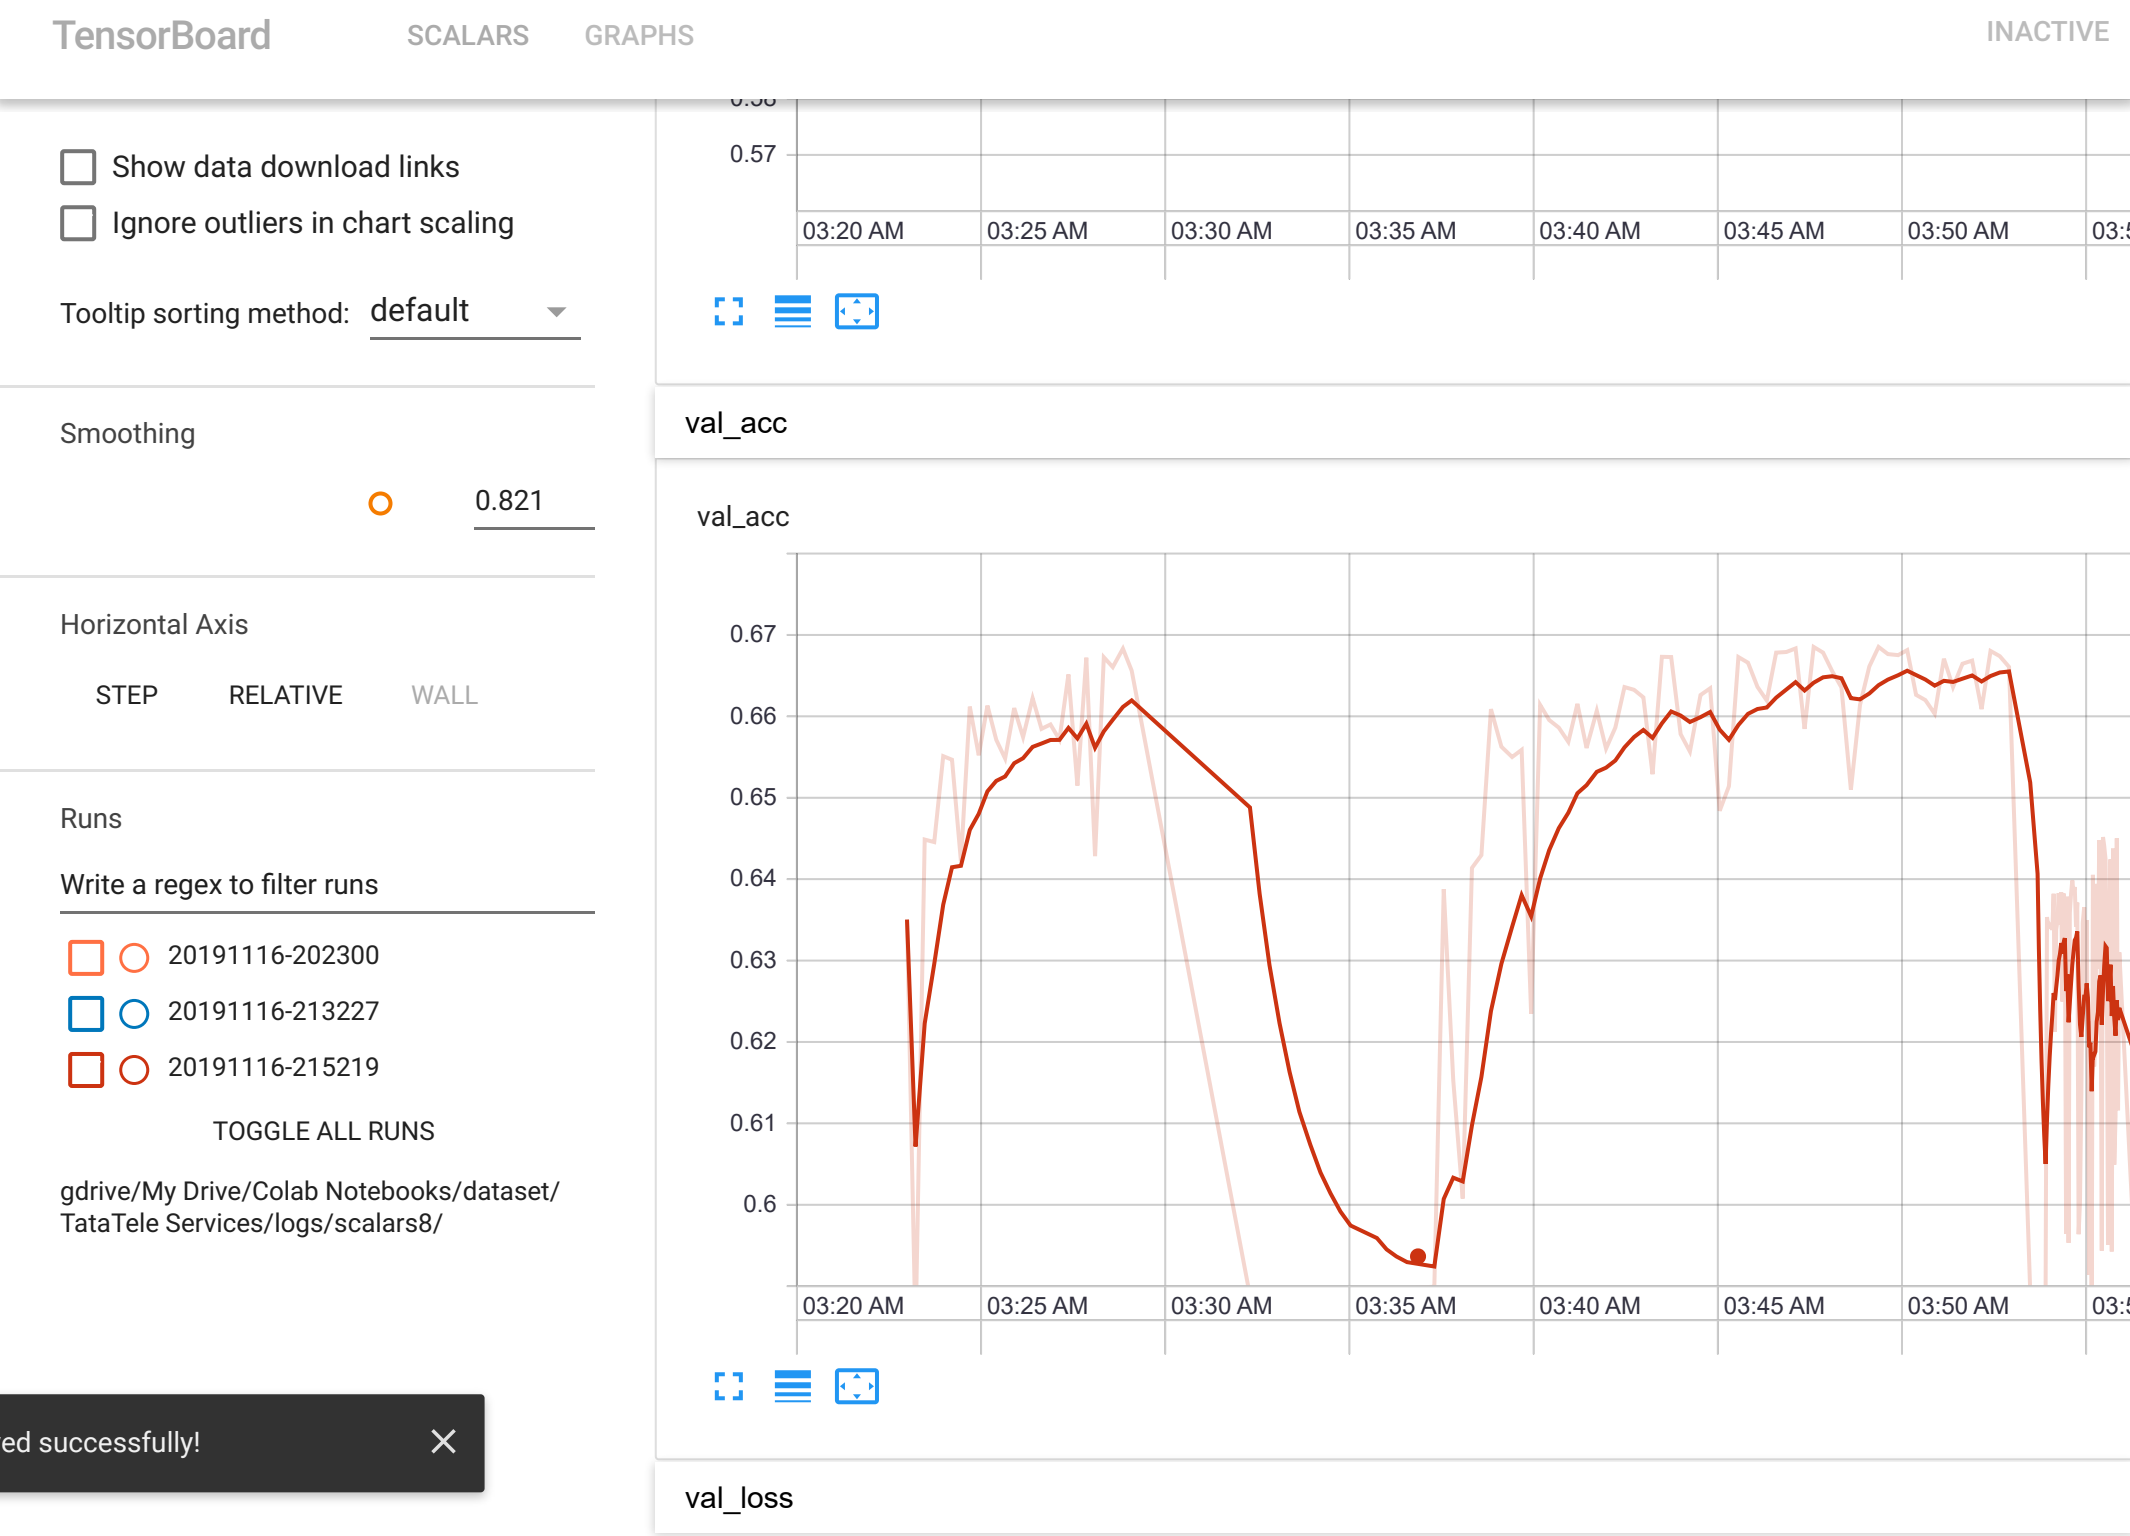 TensorBoard SCALARS GRAPHS INACTIVE
Show data download links
Ignore outliers in chart scaling
Tooltip sorting method: default
Smoothing
0.821
Horizontal Axis
STEP RELATIVE WALL
Runs
Write a regex to filter runs
20191116-202300
20191116-213227
20191116-215219
TOGGLE ALL RUNS
gdrive/My Drive/Colab Notebooks/dataset/
TataTele Services/logs/scalars8/
ed successfully!
0.58
0.57
03:20 AM 03:25 AM 03:30 AM 03:35 AM 03:40 AM 03:45 AM 03:50 AM 03:5
val_acc
val_acc
0.67
0.66
0.65
0.64
0.63
0.62
0.61
0.6
03:20 AM 03:25 AM 03:30 AM 03:35 AM 03:40 AM 03:45 AM 03:50 AM 03:5
val_loss